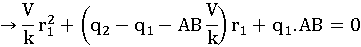 → V/k r₁² + (q₂ − q₁ − AB V/k) r₁ + q₁.AB = 0